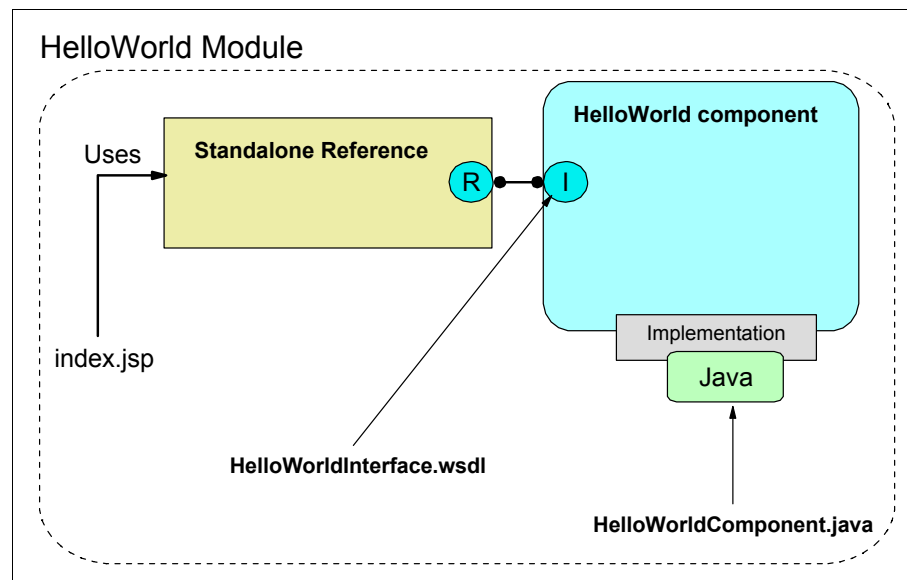 HelloWorld Module
HelloWorld component
Uses
Standalone Reference
R
I
Implementation
index.jsp
Java
HelloWorldInterface.wsdl
HelloWorldComponent.java